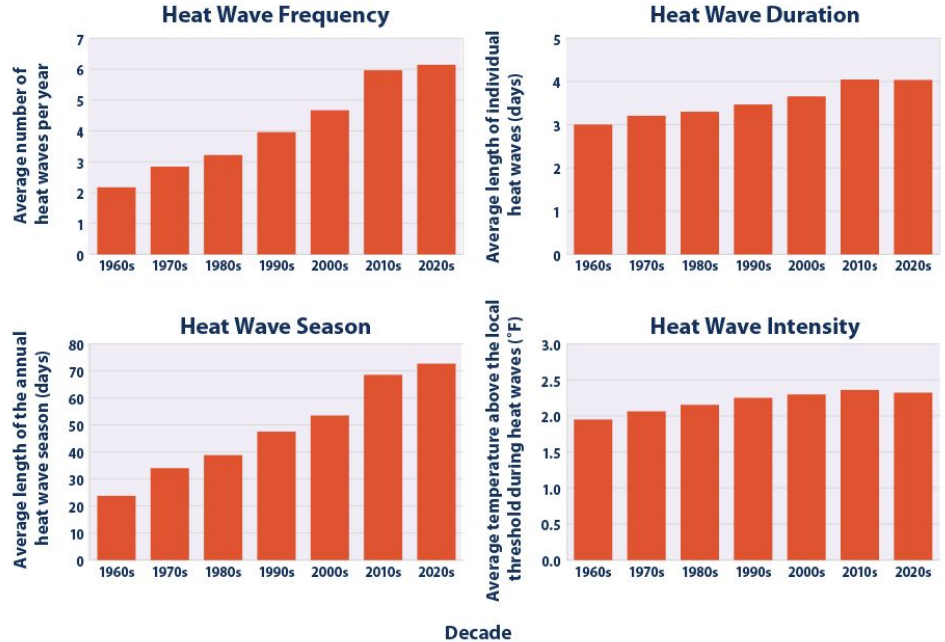 Heat Wave Frequency
Average number of
heat waves per year
7
6
5
4
3
2
1
0
1960s 1970s 1980s 1990s 2000s 2010s 2020s
Heat Wave Duration
Average length of individual
heat waves (days)
5
4
3
2
1
0
1960s 1970s 1980s 1990s 2000s 2010s 2020s
Heat Wave Season
Average length of the annual
heat wave season (days)
80
70
60
50
40
30
20
10
0
1960s 1970s 1980s 1990s 2000s 2010s 2020s
Heat Wave Intensity
Average temperature above the local
threshold during heat waves (°F)
3.0
2.5
2.0
1.5
1.0
0.5
0.0
1960s 1970s 1980s 1990s 2000s 2010s 2020s
Decade